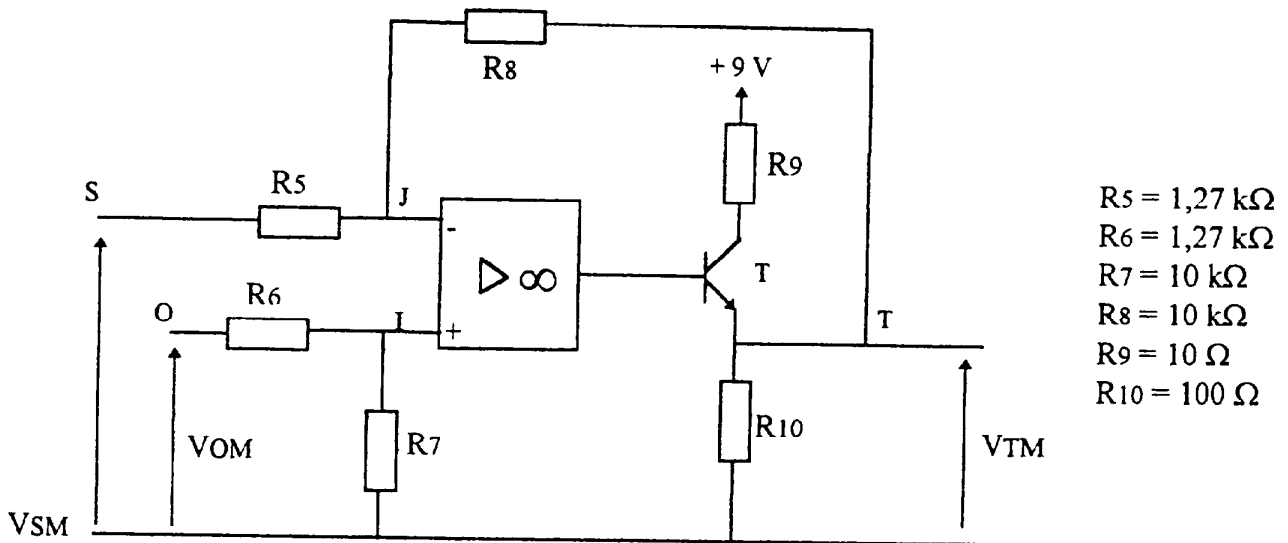 R8
+ 9 V
R9
S
R5
J
-
▷ ∞
T
R6
O
I
+
T
R7
R10
VOM
VTM
VSM
R5 = 1,27 kΩ
R6 = 1,27 kΩ
R7 = 10 kΩ
R8 = 10 kΩ
R9 = 10 Ω
R10 = 100 Ω